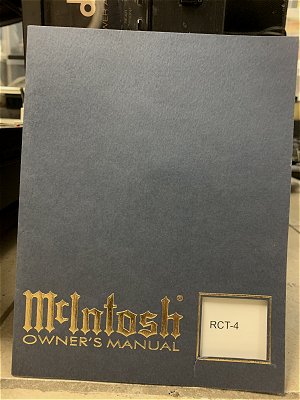 McIntosh®
OWNER'S MANUAL
RCT-4